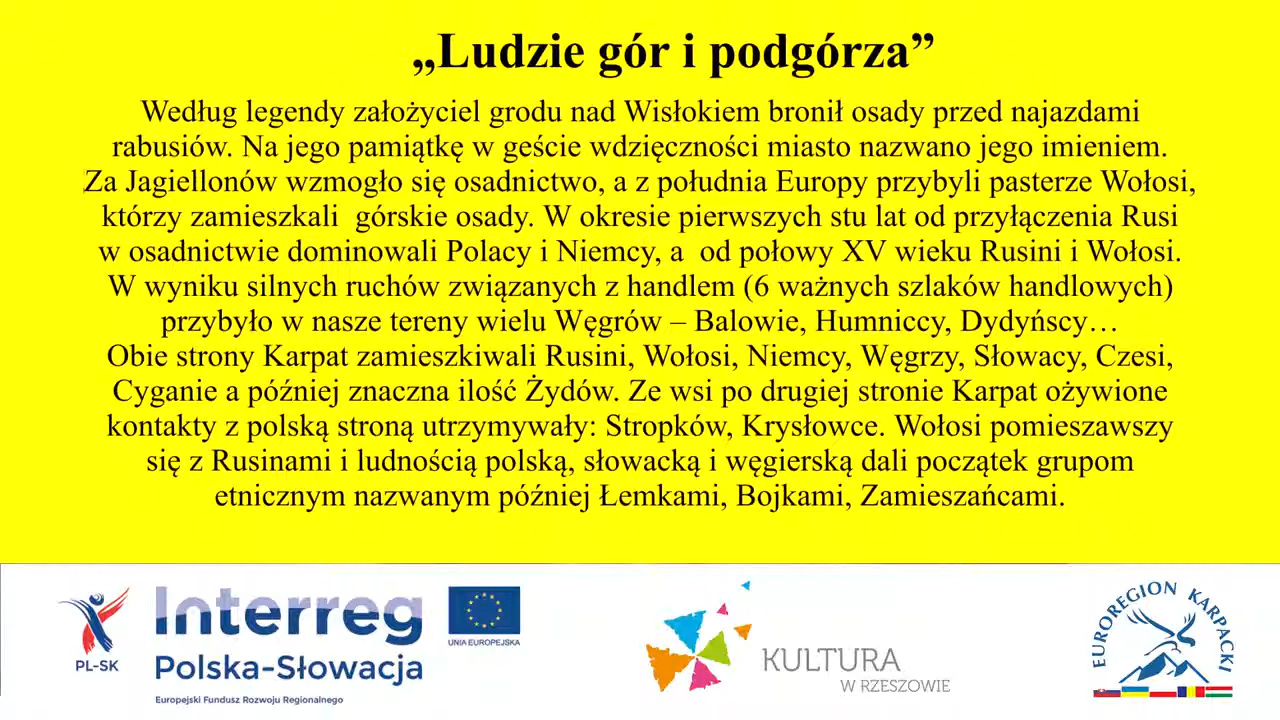 „Ludzie gór i podgórza”
Według legendy założyciel grodu nad Wisłokiem bronił osady przed najazdami
rabusiów. Na jego pamiątkę w geście wdzięczności miasto nazwano jego imieniem.
Za Jagiellonów wzmogło się osadnictwo, a z południa Europy przybyli pasterze Wołosi,
którzy zamieszkali  górskie osady. W okresie pierwszych stu lat od przyłączenia Rusi
w osadnictwie dominowali Polacy i Niemcy, a  od połowy XV wieku Rusini i Wołosi.
W wyniku silnych ruchów związanych z handlem (6 ważnych szlaków handlowych)
przybyło w nasze tereny wielu Węgrów – Balowie, Humniccy, Dydyńscy…
Obie strony Karpat zamieszkiwali Rusini, Wołosi, Niemcy, Węgrzy, Słowacy, Czesi,
Cyganie a później znaczna ilość Żydów. Ze wsi po drugiej stronie Karpat ożywione
kontakty z polską stroną utrzymywały: Stropków, Krysłowce. Wołosi pomieszawszy
się z Rusinami i ludnością polską, słowacką i węgierską dali początek grupom
etnicznym nazwanym później Łemkami, Bojkami, Zamieszańcami.
PL-SK
Interreg
Polska-Słowacja
Europejski Fundusz Rozwoju Regionalnego
UNIA EUROPEJSKA
KULTURA
W RZESZOWIE
EUROREGION KARPACKI